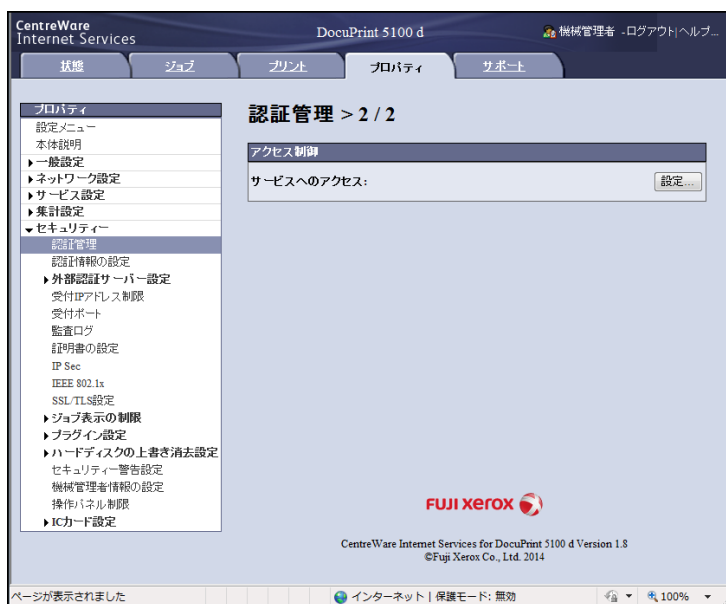 CentreWare
Internet Services
DocuPrint 5100 d
機械管理者 -ログアウト|ヘルプ...
状態 ジョブ プリント プロパティ サポート
プロパティ
設定メニュー
本体説明
一般設定
ネットワーク設定
サービス設定
集計設定
セキュリティー
認証管理
認証情報の設定
外部認証サーバー設定
受付IPアドレス制限
受付ポート
監査ログ
証明書の設定
IP Sec
IEEE 802.1x
SSL/TLS設定
ジョブ表示の制限
プラグイン設定
ハードディスクの上書き消去設定
セキュリティー警告設定
機械管理者情報の設定
操作パネル制限
ICカード設定
認証管理 > 2 / 2
アクセス制御
サービスへのアクセス: 設定...
FUJI xerox
CentreWare Internet Services for DocuPrint 5100 d Version 1.8
©Fuji Xerox Co., Ltd. 2014
ページが表示されました インターネット | 保護モード: 無効 100%